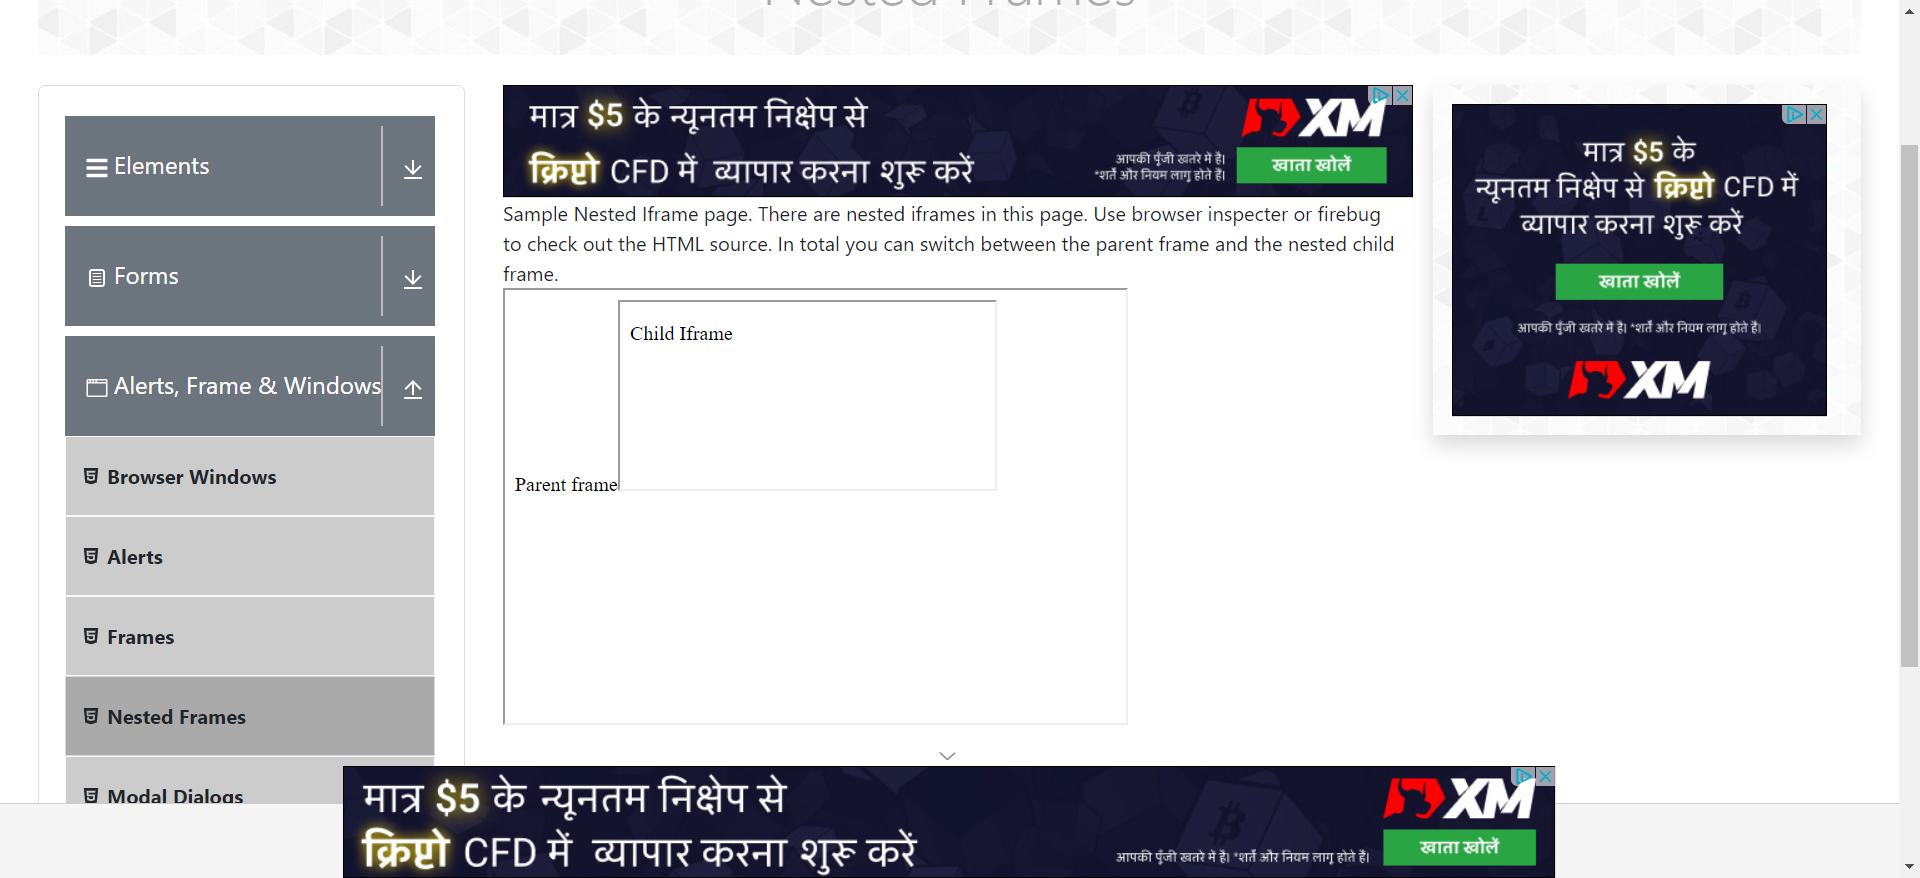 Nested Frames
Elements
Forms
Alerts, Frame & Windows
Browser Windows
Alerts
Frames
Nested Frames
Modal Dialogs
मात्र $5 के न्यूनतम निक्षेप से
क्रिप्टो CFD में व्यापार करना शुरू करें
आपकी पूँजी खतरे में है।
*शर्तें और नियम लागू होते हैं।
XM
खाता खोलें
Sample Nested Iframe page. There are nested iframes in this page. Use browser inspecter or firebug
to check out the HTML source. In total you can switch between the parent frame and the nested child
frame.
Child Iframe
Parent frame
मात्र $5 के
न्यूनतम निक्षेप से क्रिप्टो CFD में
व्यापार करना शुरू करें
खाता खोलें
आपकी पूँजी खतरे में है। *शर्तें और नियम लागू होते हैं।
XM
मात्र $5 के न्यूनतम निक्षेप से
क्रिप्टो CFD में व्यापार करना शुरू करें
आपकी पूँजी खतरे में है। *शर्तें और नियम लागू होते हैं।
XM
खाता खोलें